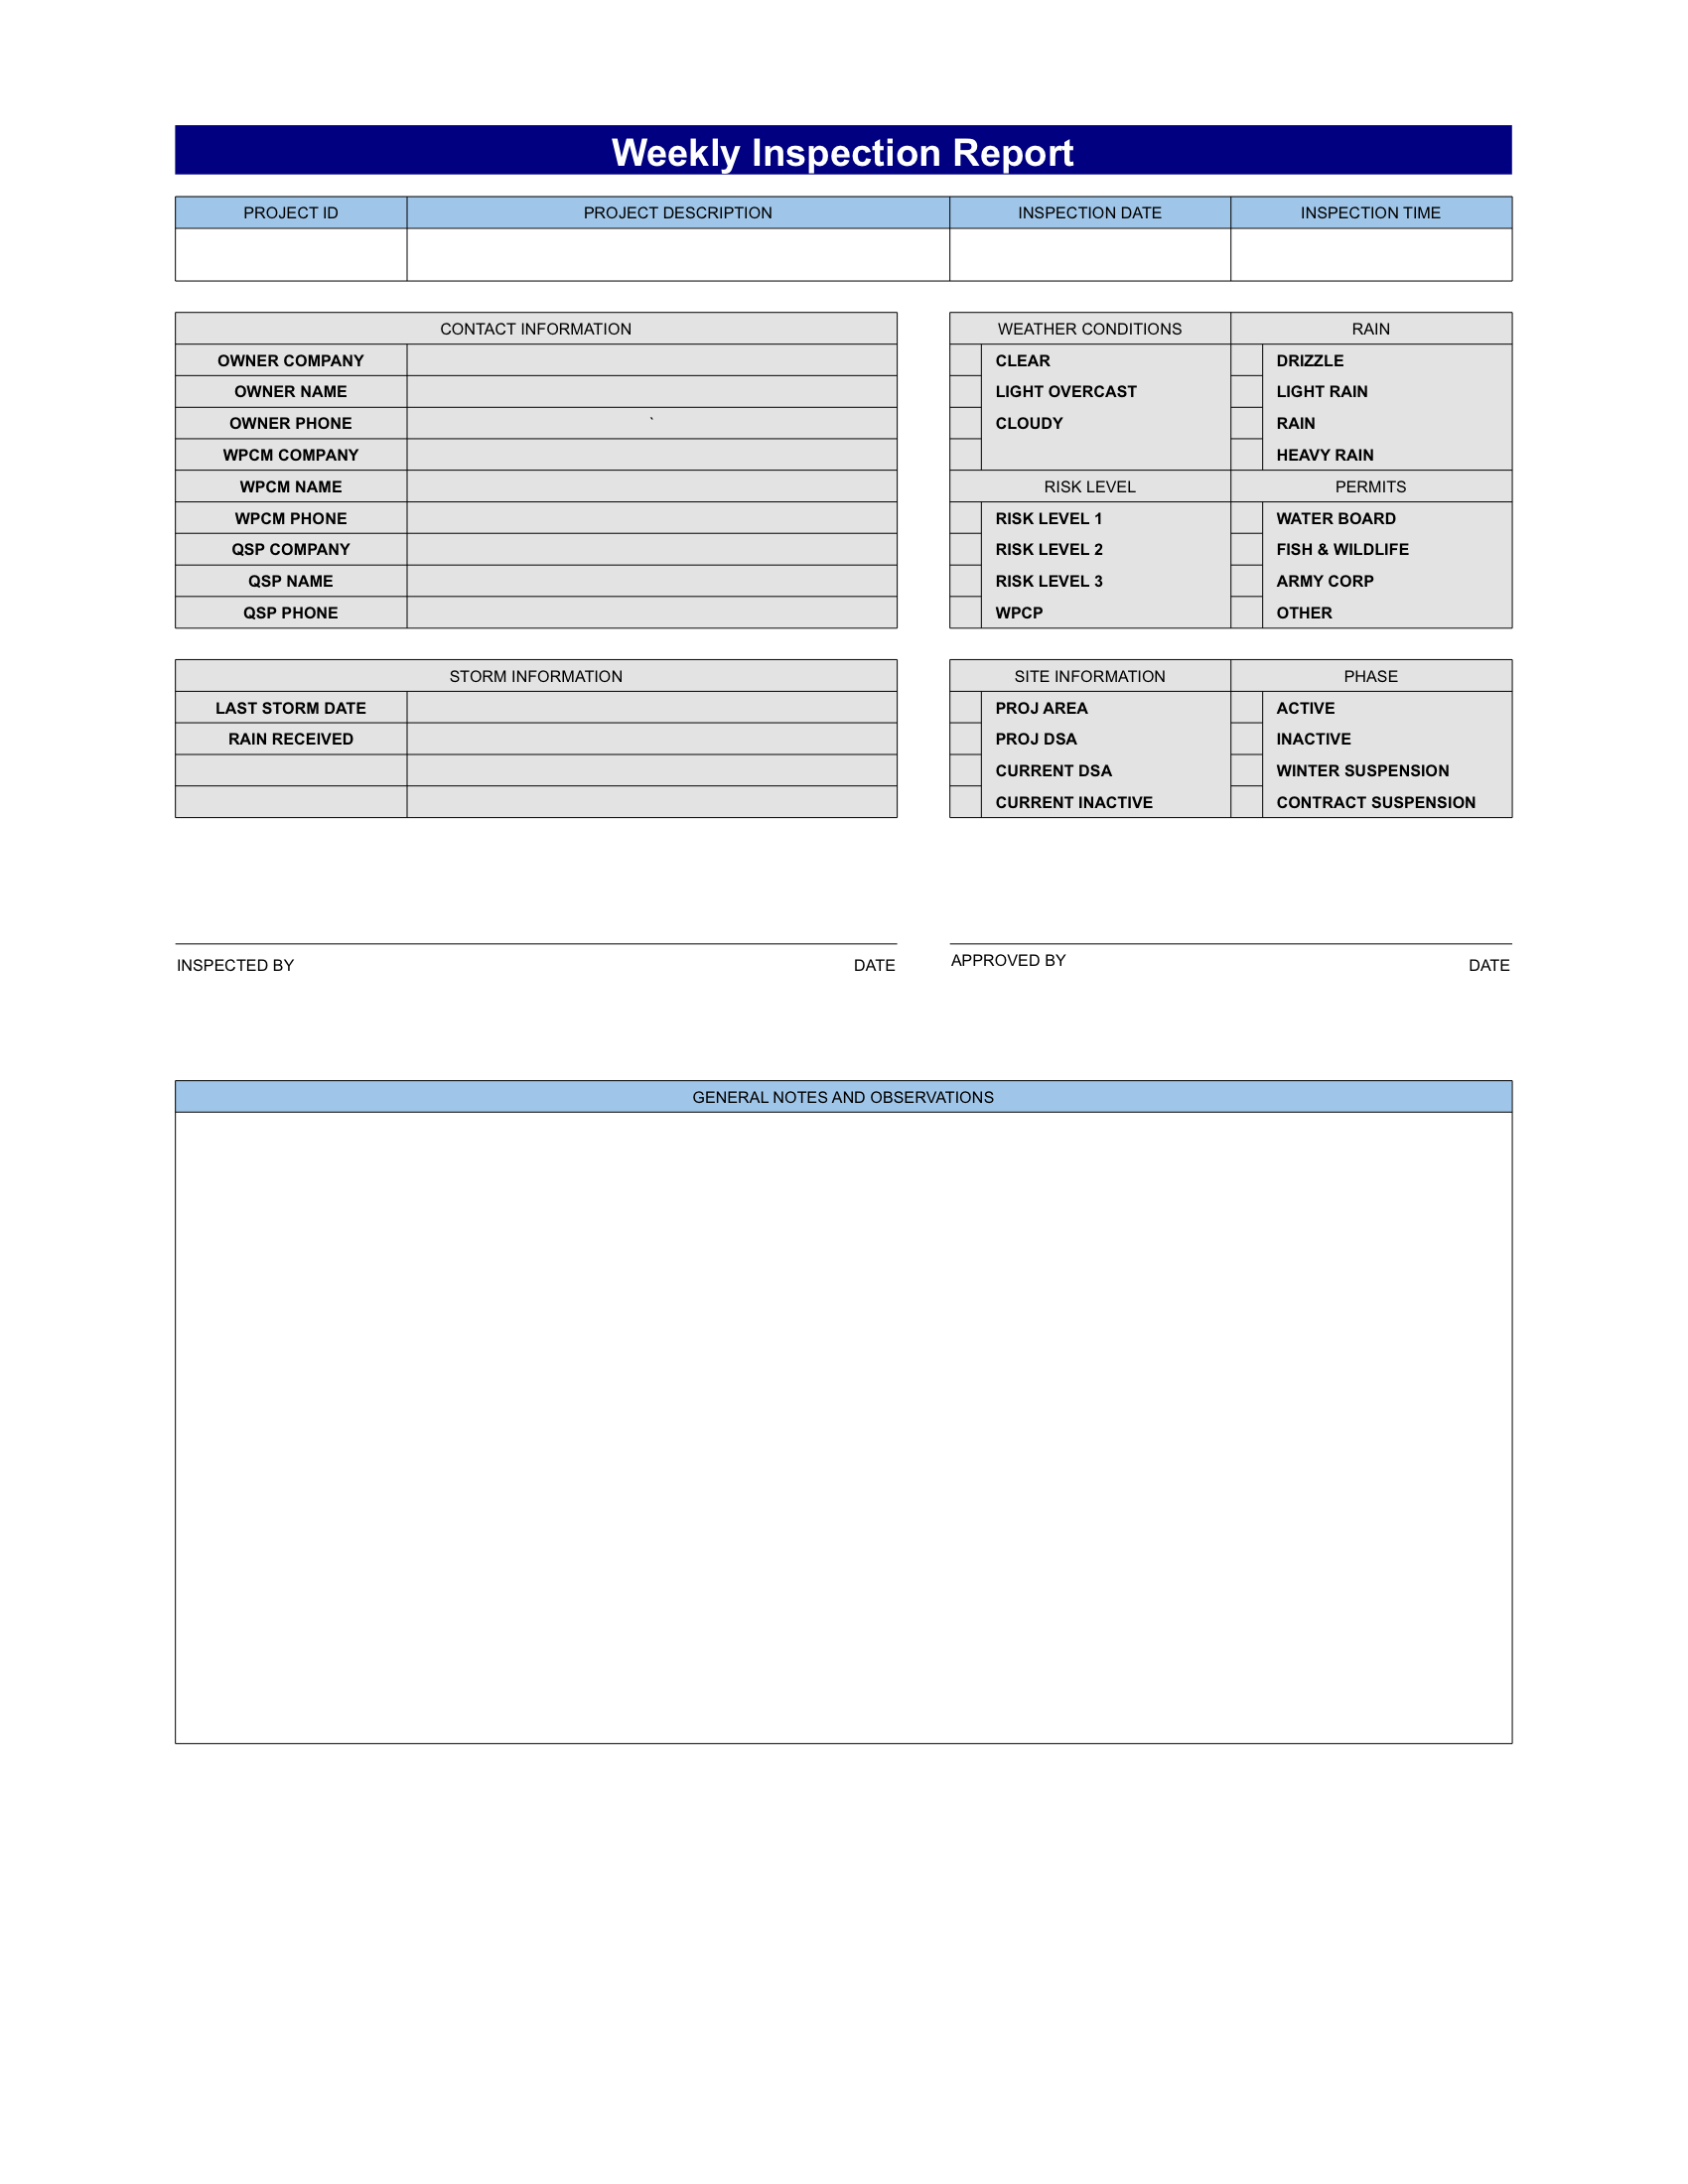 Weekly Inspection Report
PROJECT ID PROJECT DESCRIPTION INSPECTION DATE INSPECTION TIME
CONTACT INFORMATION
OWNER COMPANY
OWNER NAME
OWNER PHONE `
WPCM COMPANY
WPCM NAME
WPCM PHONE
QSP COMPANY
QSP NAME
QSP PHONE
WEATHER CONDITIONS RAIN
CLEAR DRIZZLE
LIGHT OVERCAST LIGHT RAIN
CLOUDY RAIN
HEAVY RAIN
RISK LEVEL PERMITS
RISK LEVEL 1 WATER BOARD
RISK LEVEL 2 FISH & WILDLIFE
RISK LEVEL 3 ARMY CORP
WPCP OTHER
STORM INFORMATION
LAST STORM DATE
RAIN RECEIVED
SITE INFORMATION PHASE
PROJ AREA ACTIVE
PROJ DSA INACTIVE
CURRENT DSA WINTER SUSPENSION
CURRENT INACTIVE CONTRACT SUSPENSION
INSPECTED BY DATE APPROVED BY DATE
GENERAL NOTES AND OBSERVATIONS